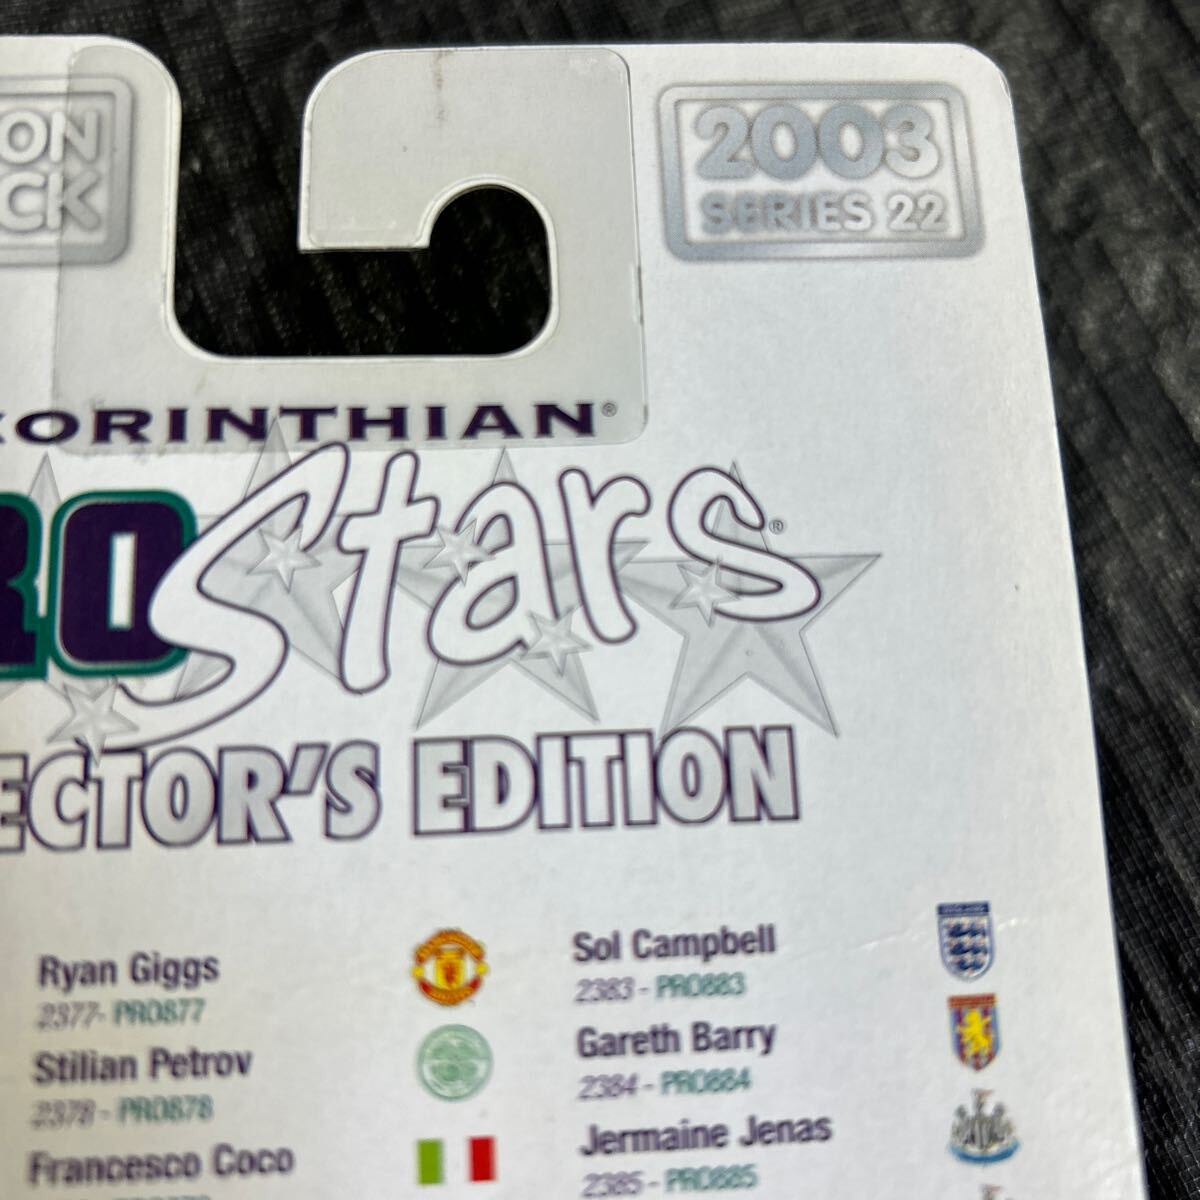 ON
CK
2003
SERIES 22
CORINTHIAN®
RO Stars®
ECTOR'S EDITION
Ryan Giggs
2377- PRO877
Stilian Petrov
2378 - PRO878
Francesco Coco
Sol Campbell
2383 - PRO883
Gareth Barry
2384 - PRO884
Jermaine Jenas
2385 - PRO885